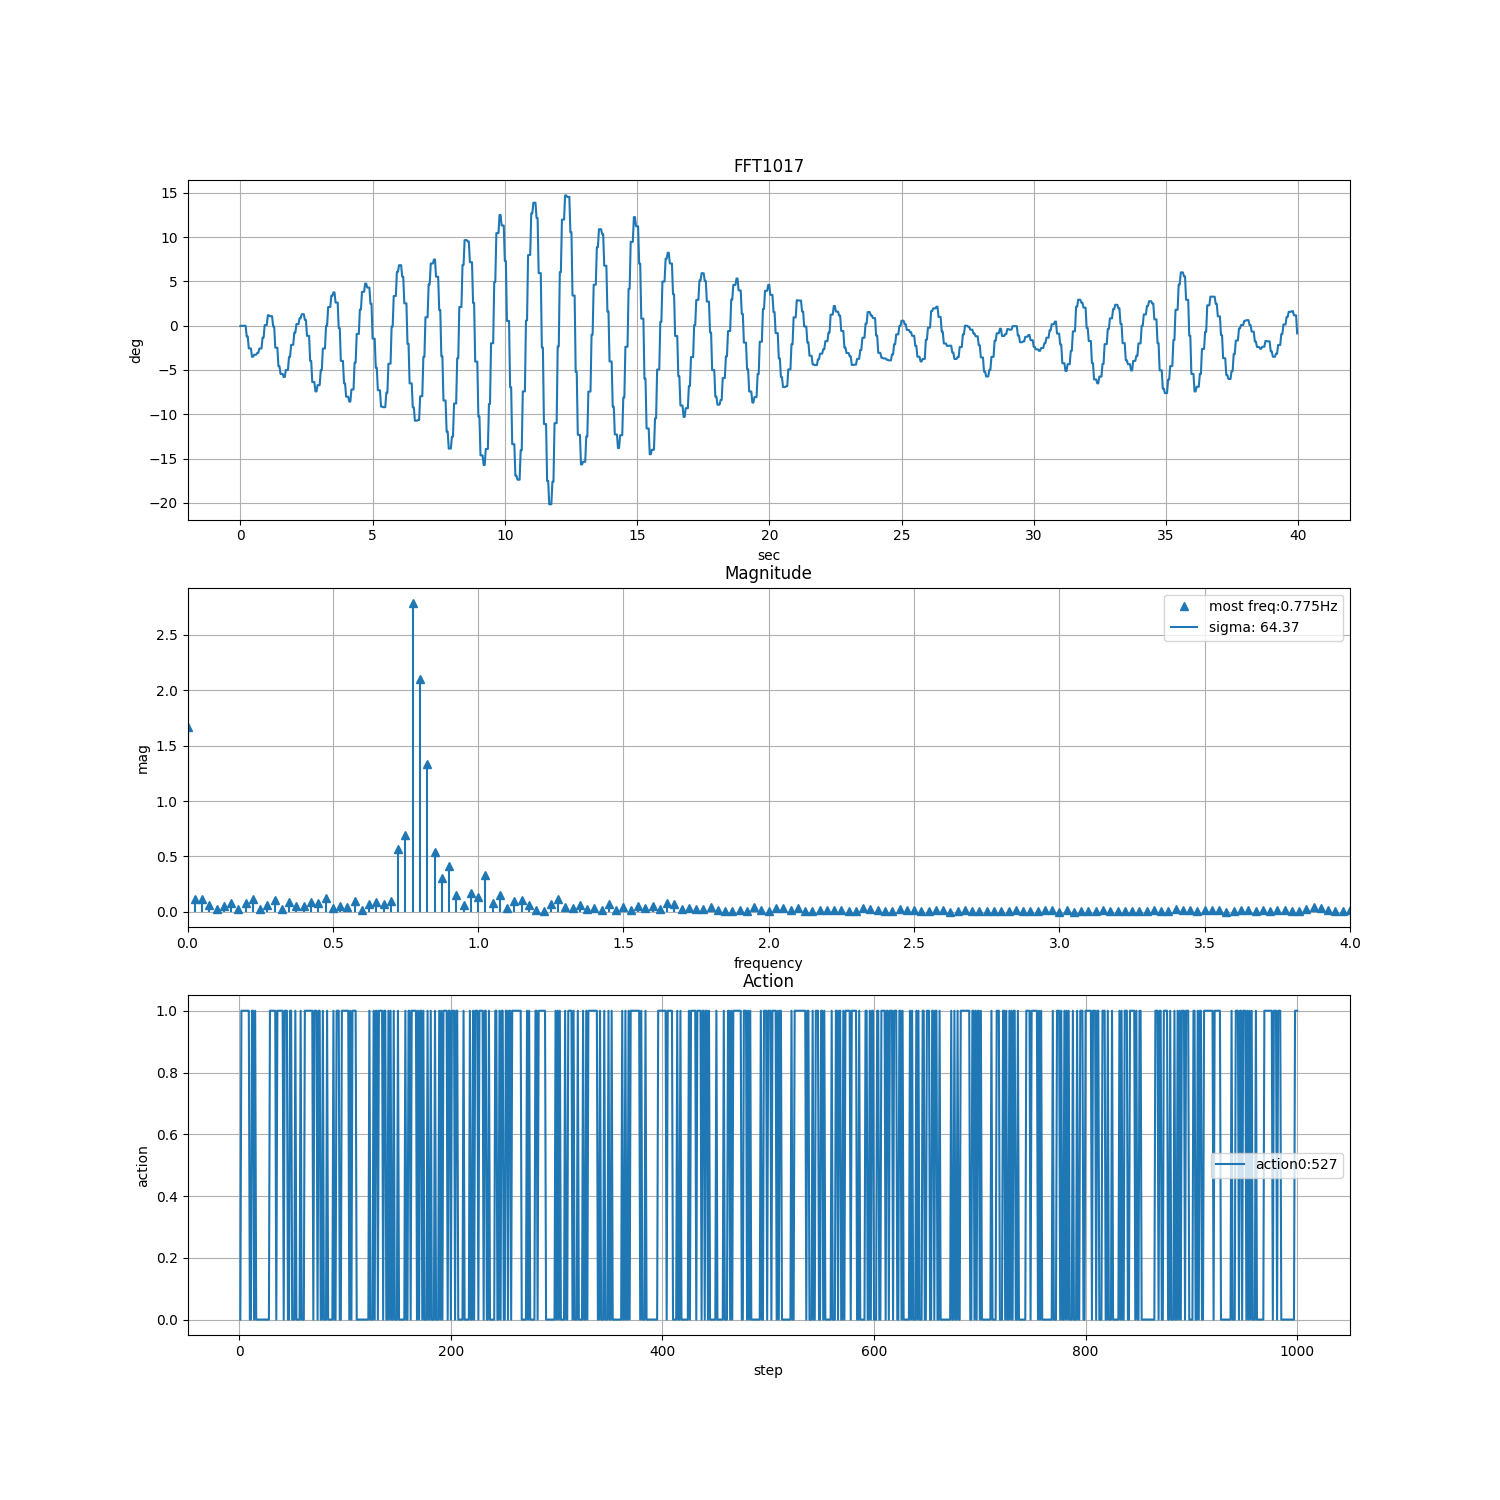 FFT1017
15
10
5
0
−5
−10
−15
−20
deg
0 5 10 15 20 25 30 35 40
sec
Magnitude
most freq:0.775Hz
sigma: 64.37
2.5
2.0
1.5
1.0
0.5
0.0
mag
0.0 0.5 1.0 1.5 2.0 2.5 3.0 3.5 4.0
frequency
Action
1.0
0.8
0.6
0.4
0.2
0.0
action
action0:527
0 200 400 600 800 1000
step